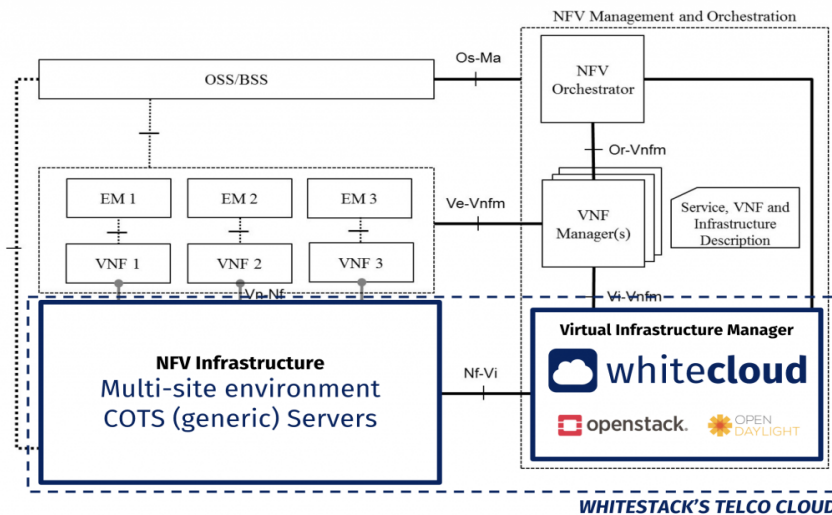 NFV Management and Orchestration
Os-Ma
OSS/BSS
NFV
Orchestrator
Or-Vnfm
EM 1
EM 2
EM 3
Ve-Vnfm
VNF
Manager(s)
Service, VNF and
Infrastructure
Description
VNF 1
VNF 2
VNF 3
Vn-Nf
Vi-Vnfm
NFV Infrastructure
Multi-site environment
COTS (generic) Servers
Nf-Vi
Virtual Infrastructure Manager
whitecloud
openstack.
OPEN
DAYLIGHT
WHITESTACK'S TELCO CLOUD